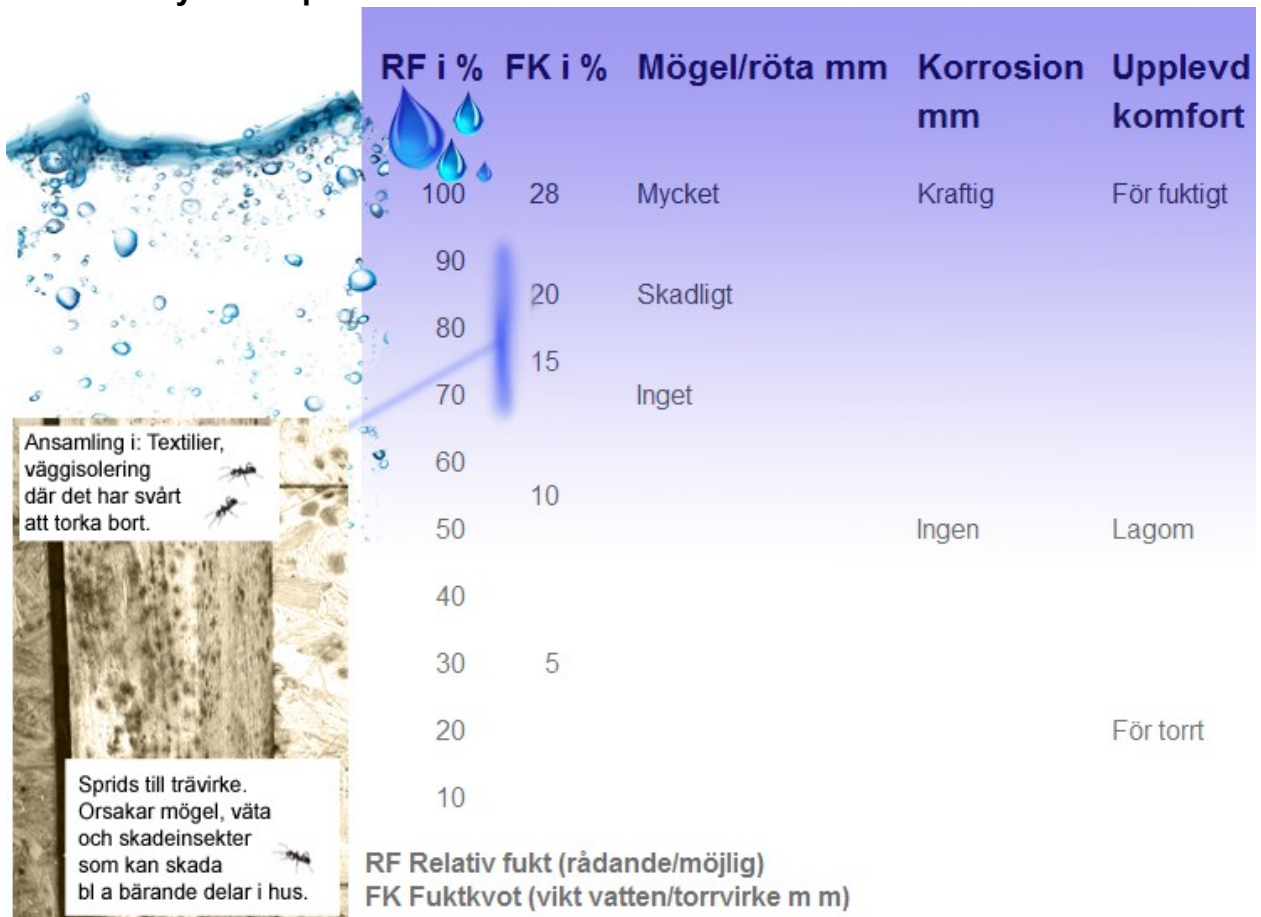 RF i % FK i % Mögel/röta mm Korrosion mm Upplevd komfort
100 28 Mycket Kraftig För fuktigt
90
20 Skadligt
80
15
70 Inget
60
10
50 Ingen Lagom
40
30 5
20 För torrt
10
Ansamling i: Textilier,
väggisolering
där det har svårt
att torka bort.
Sprids till trävirke.
Orsakar mögel, väta
och skadeinsekter
som kan skada
bl a bärande delar i hus.
RF Relativ fukt (rådande/möjlig)
FK Fuktkvot (vikt vatten/torrvirke m m)